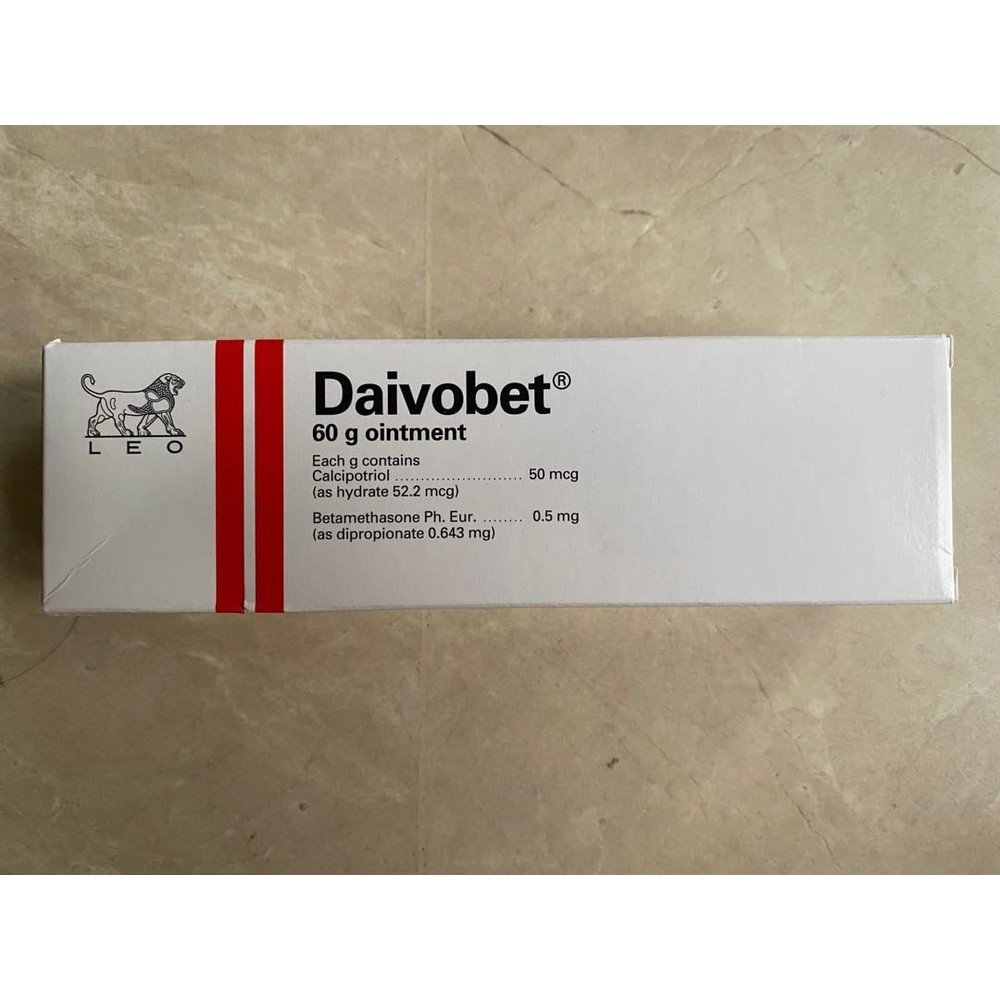 LEO
Daivobet®
60 g ointment
Each g contains
Calcipotriol ......................... 50 mcg
(as hydrate 52.2 mcg)
Betamethasone Ph. Eur. ........ 0.5 mg
(as dipropionate 0.643 mg)